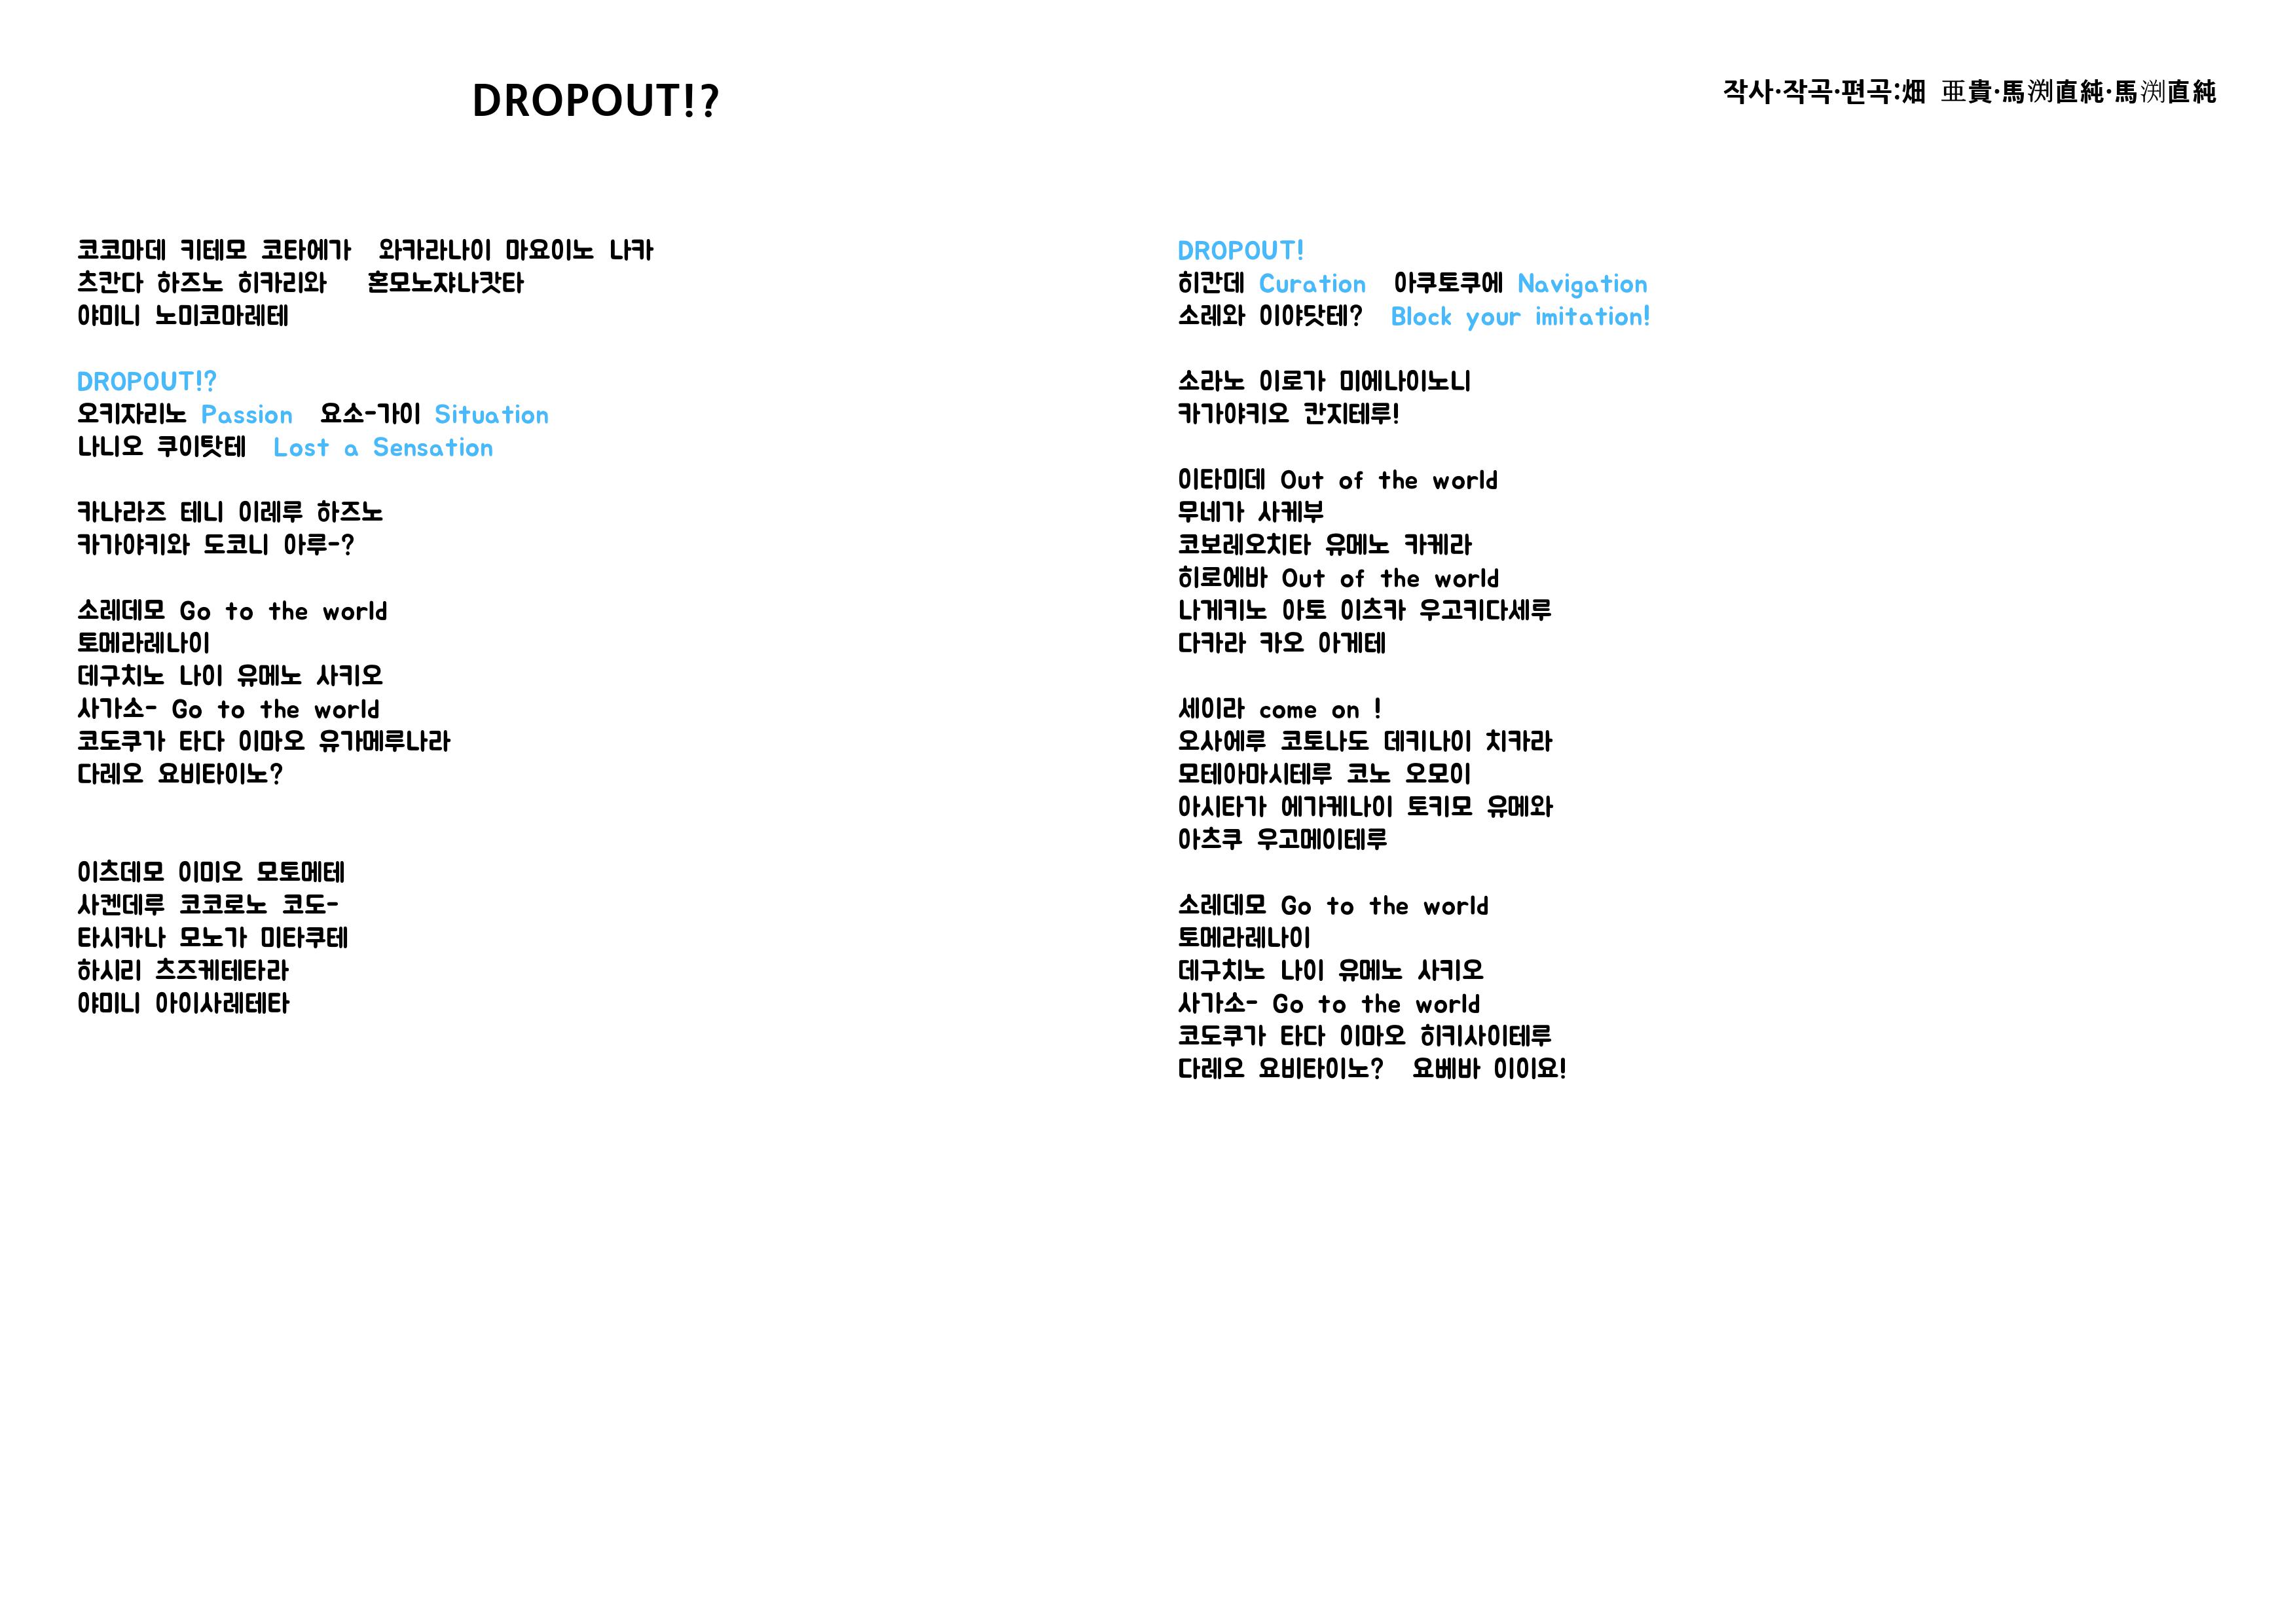 DROPOUT!?
작사·작곡·편곡:畑 亜貴·馬渕直純·馬渕直純
코코마데 키테모 코타에가 와카라나이 마요이노 나카
츠칸다 하즈노 히카리와 혼모노쟈나캇타
야미니 노미코마레테
DROPOUT!?
오키자리노 Passion 요소-가이 Situation
나니오 쿠이탓테 Lost a Sensation
카나라즈 테니 이레루 하즈노
카가야키와 도코니 아루-?
소레데모 Go to the world
토메라레나이
데구치노 나이 유메노 사키오
사가소- Go to the world
코도쿠가 타다 이마오 유가메루나라
다레오 요비타이노?
이츠데모 이미오 모토메테
사켄데루 코코로노 코도-
타시카나 모노가 미타쿠테
하시리 츠즈케테타라
야미니 아이사레테타
DROPOUT!
히칸데 Curation 아쿠토쿠에 Navigation
소레와 이야닷테? Block your imitation!
소라노 이로가 미에나이노니
카가야키오 칸지테루!
이타미데 Out of the world
무네가 사케부
코보레오치타 유메노 카케라
히로에바 Out of the world
나게키노 아토 이츠카 우고키다세루
다카라 카오 아게테
세이라 come on !
오사에루 코토나도 데키나이 치카라
모테아마시테루 코노 오모이
아시타가 에가케나이 토키모 유메와
아츠쿠 우고메이테루
소레데모 Go to the world
토메라레나이
데구치노 나이 유메노 사키오
사가소- Go to the world
코도쿠가 타다 이마오 히키사이테루
다레오 요비타이노? 요베바 이이요!